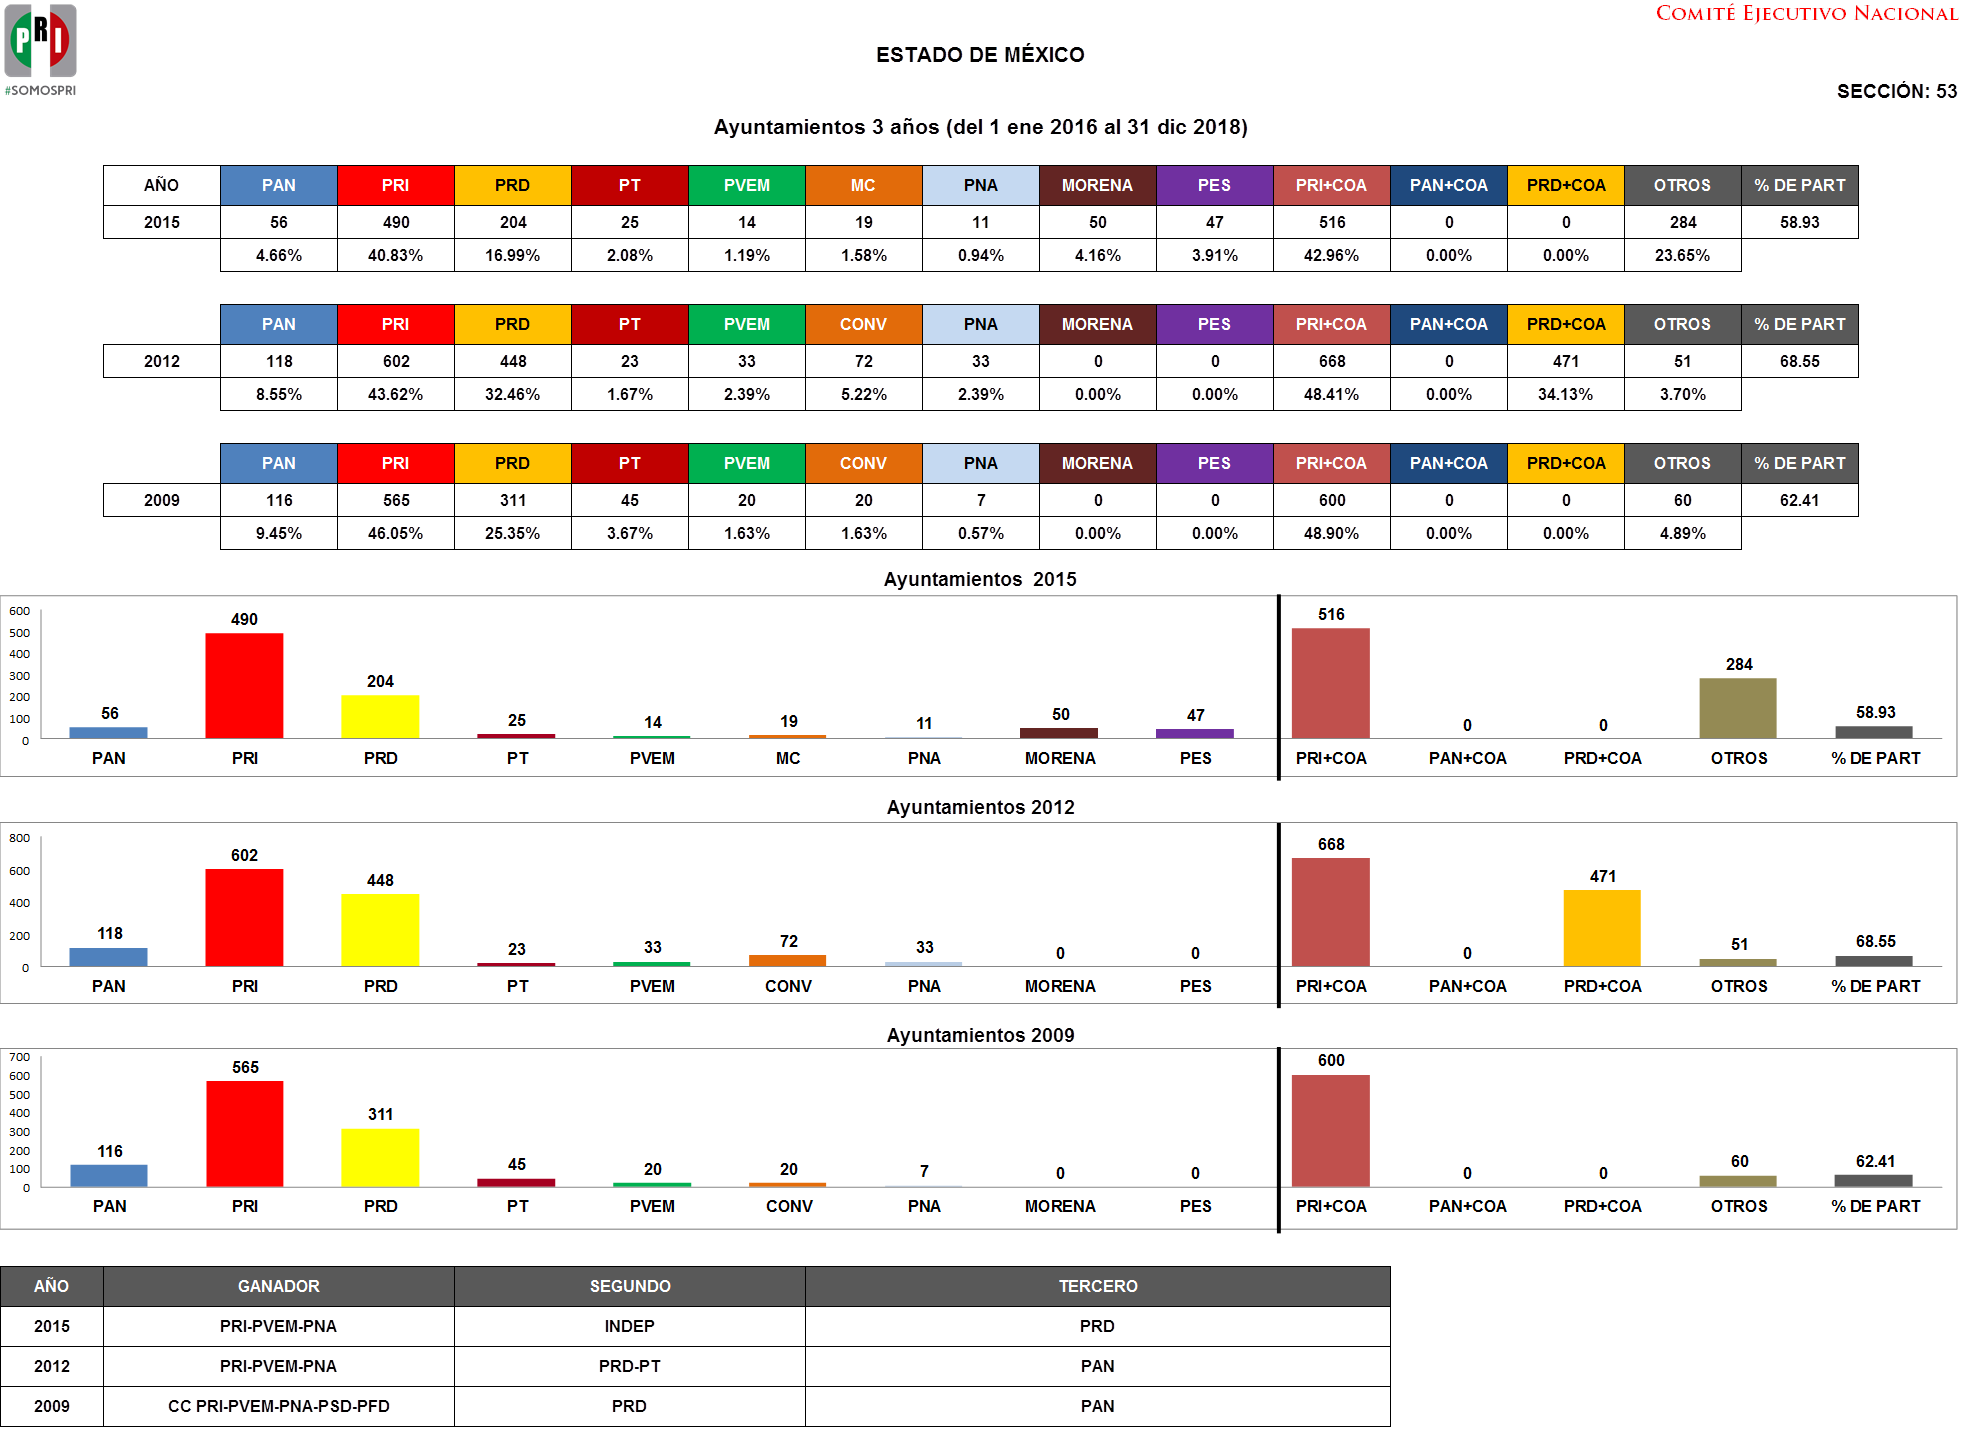 COMITÉ EJECUTIVO NACIONAL
PRI
#SOMOSPRI
ESTADO DE MÉXICO
SECCIÓN: 53
Ayuntamientos 3 años (del 1 ene 2016 al 31 dic 2018)
AÑO PAN PRI PRD PT PVEM MC PNA MORENA PES PRI+COA PAN+COA PRD+COA OTROS % DE PART
2015 56 490 204 25 14 19 11 50 47 516 0 0 284 58.93
4.66% 40.83% 16.99% 2.08% 1.19% 1.58% 0.94% 4.16% 3.91% 42.96% 0.00% 0.00% 23.65%
PAN PRI PRD PT PVEM CONV PNA MORENA PES PRI+COA PAN+COA PRD+COA OTROS % DE PART
2012 118 602 448 23 33 72 33 0 0 668 0 471 51 68.55
8.55% 43.62% 32.46% 1.67% 2.39% 5.22% 2.39% 0.00% 0.00% 48.41% 0.00% 34.13% 3.70%
PAN PRI PRD PT PVEM CONV PNA MORENA PES PRI+COA PAN+COA PRD+COA OTROS % DE PART
2009 116 565 311 45 20 20 7 0 0 600 0 0 60 62.41
9.45% 46.05% 25.35% 3.67% 1.63% 1.63% 0.57% 0.00% 0.00% 48.90% 0.00% 0.00% 4.89%
Ayuntamientos 2015
600
500
400
300
200
100
0
56 490 204 25 14 19 11 50 47 516 0 0 284 58.93
PAN PRI PRD PT PVEM MC PNA MORENA PES PRI+COA PAN+COA PRD+COA OTROS % DE PART
Ayuntamientos 2012
800
600
400
200
0
118 602 448 23 33 72 33 0 0 668 0 471 51 68.55
PAN PRI PRD PT PVEM CONV PNA MORENA PES PRI+COA PAN+COA PRD+COA OTROS % DE PART
Ayuntamientos 2009
700
600
500
400
300
200
100
0
116 565 311 45 20 20 7 0 0 600 0 0 60 62.41
PAN PRI PRD PT PVEM CONV PNA MORENA PES PRI+COA PAN+COA PRD+COA OTROS % DE PART
AÑO GANADOR SEGUNDO TERCERO
2015 PRI-PVEM-PNA INDEP PRD
2012 PRI-PVEM-PNA PRD-PT PAN
2009 CC PRI-PVEM-PNA-PSD-PFD PRD PAN